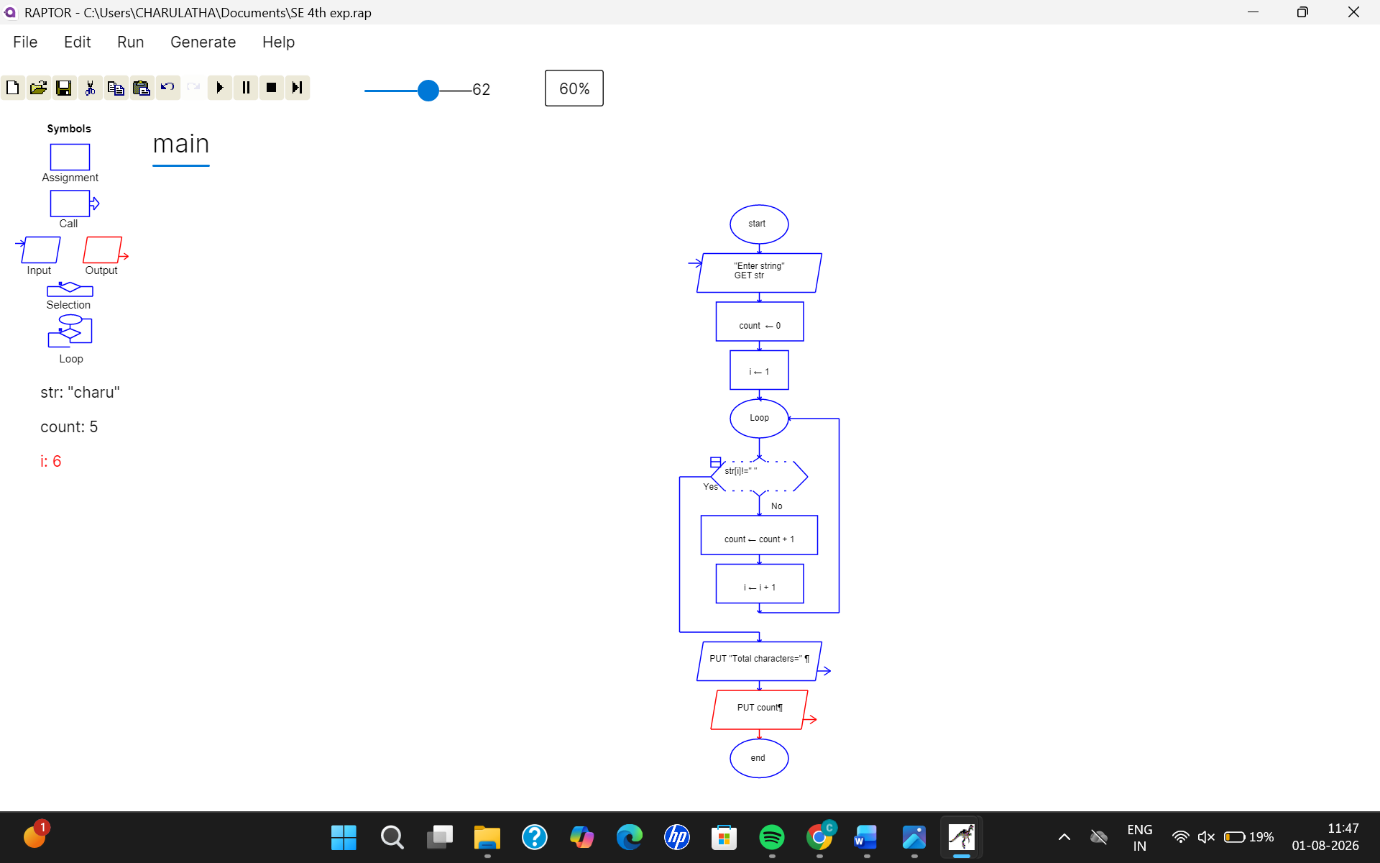 RAPTOR - C:\Users\CHARULATHA\Documents\SE 4th exp.rap
File Edit Run Generate Help
62
60%
Symbols
main
Assignment
Call
Input Output
Selection
Loop
str: "charu"
count: 5
i: 6
start
"Enter string"
GET str
count ← 0
i ← 1
Loop
str[i]!=" "
Yes
No
count ← count + 1
i ← i + 1
PUT "Total characters=" ¶
PUT count¶
end
1
?
hp
C
W
ENG
IN
19%
11:47
01-08-2026